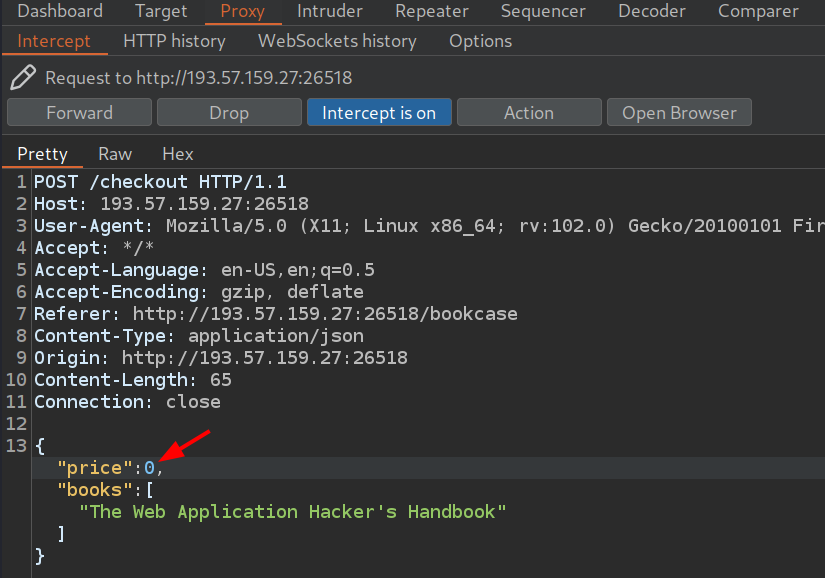 Dashboard Target Proxy Intruder Repeater Sequencer Decoder Comparer
Intercept HTTP history WebSockets history Options
Request to http://193.57.159.27:26518
Forward Drop Intercept is on Action Open Browser
Pretty Raw Hex
1 POST /checkout HTTP/1.1
2 Host: 193.57.159.27:26518
3 User-Agent: Mozilla/5.0 (X11; Linux x86_64; rv:102.0) Gecko/20100101 Fir
4 Accept: */*
5 Accept-Language: en-US,en;q=0.5
6 Accept-Encoding: gzip, deflate
7 Referer: http://193.57.159.27:26518/bookcase
8 Content-Type: application/json
9 Origin: http://193.57.159.27:26518
10 Content-Length: 65
11 Connection: close
12
13 {
"price":0,
"books":[
"The Web Application Hacker's Handbook"
]
}